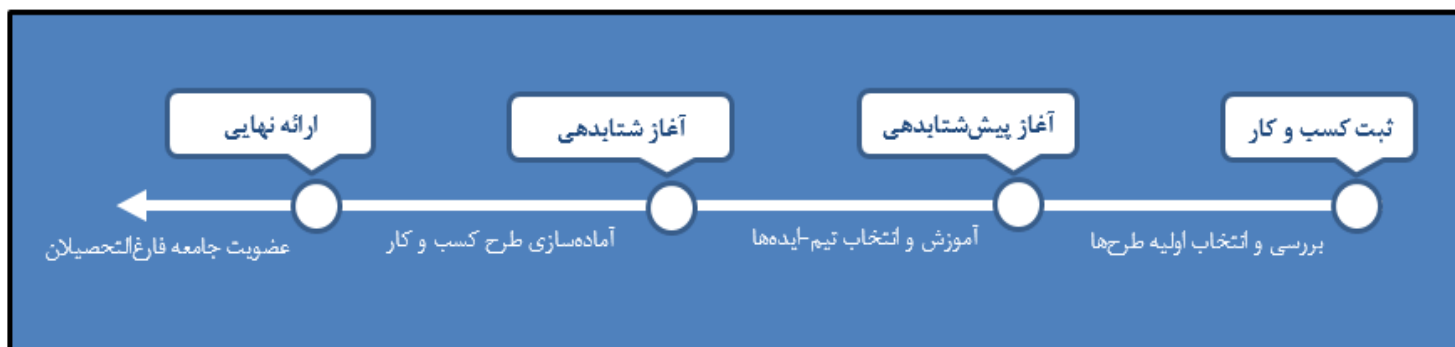 ثبت کسب و کار
آغاز پیش‌شتابدهی
آغاز شتابدهی
ارائه نهایی
بررسی و انتخاب اولیه طرح‌ها
آموزش و انتخاب تیم-ایده‌ها
آماده‌سازی طرح کسب و کار
عضویت جامعه فارغ‌التحصیلان